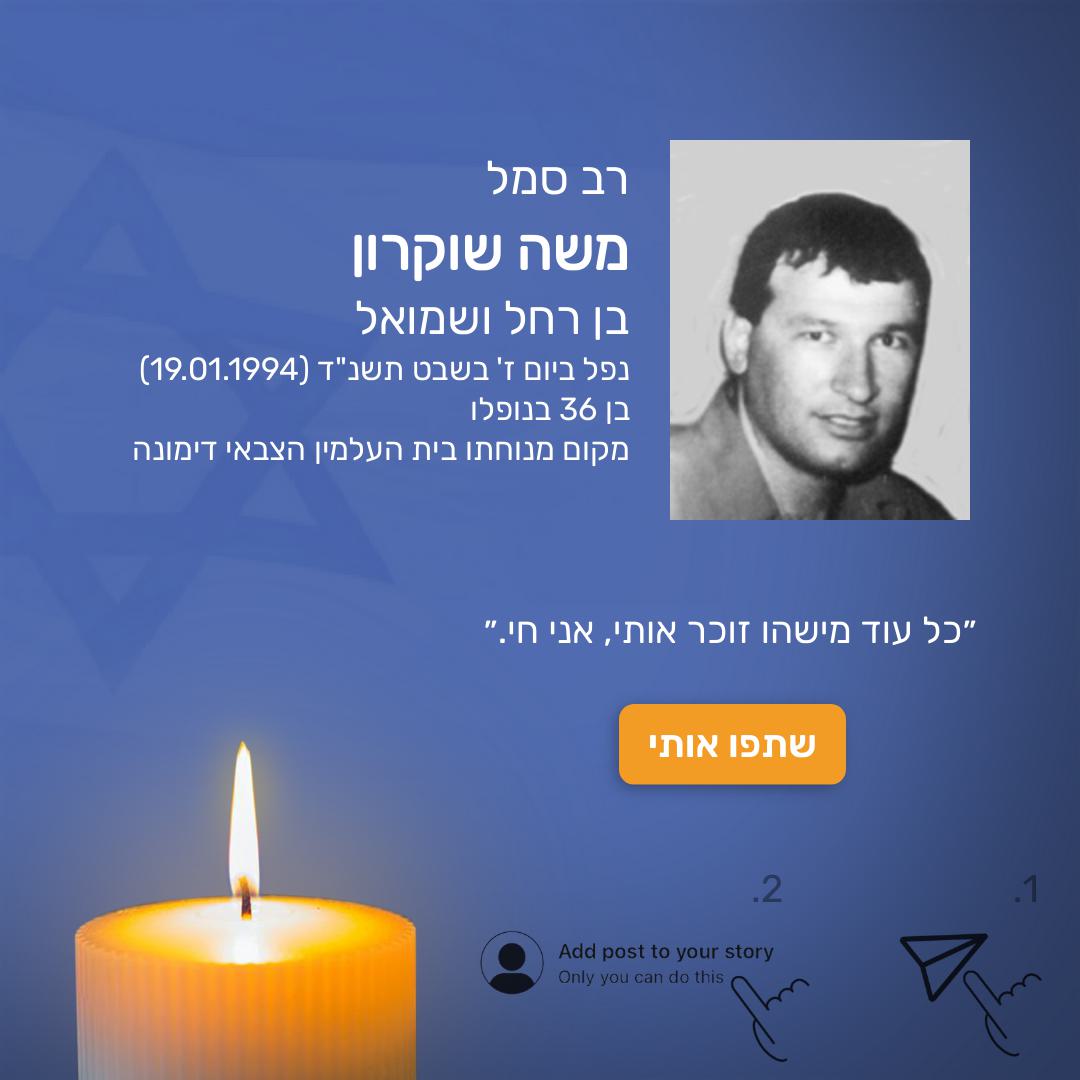 רב סמל
משה שוקרון
בן רחל ושמואל
נפל ביום ז' בשבט תשנ"ד (19.01.1994)
בן 36 בנופלו
מקום מנוחתו בית העלמין הצבאי דימונה
״כל עוד מישהו זוכר אותי, אני חי.״
שתפו אותי
.1
.2
Add post to your story
Only you can do this